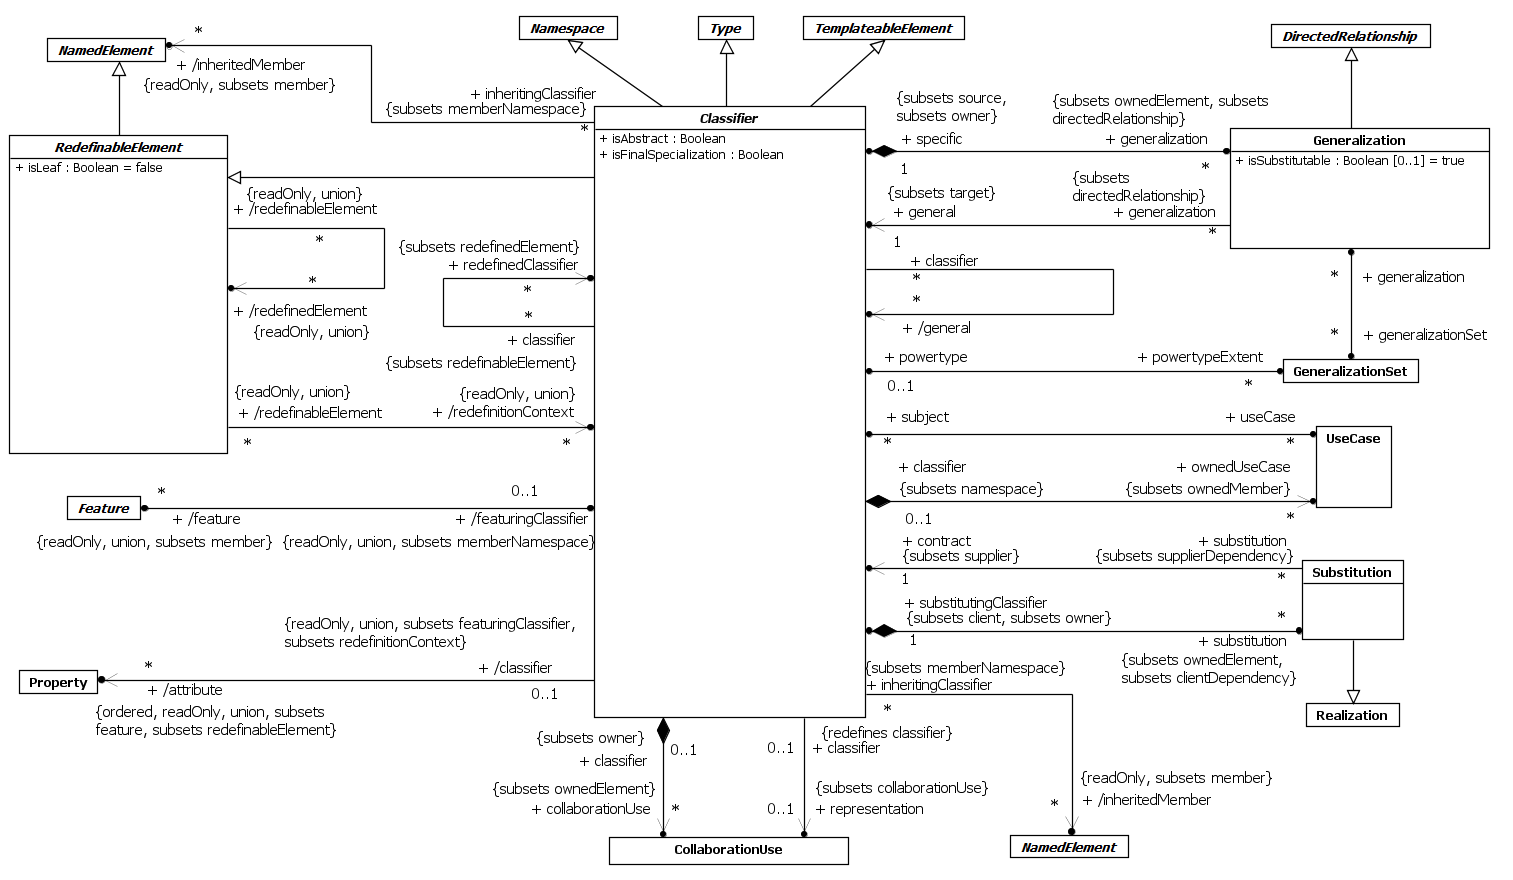 Namespace
Type
TemplateableElement
DirectedRelationship
NamedElement
*
+ /inheritedMember
{readOnly, subsets member}
+ inheritingClassifier
{subsets memberNamespace}
*
Classifier
+ isAbstract : Boolean
+ isFinalSpecialization : Boolean
RedefinableElement
+ isLeaf : Boolean = false
{readOnly, union}
+ /redefinableElement
*
*
+ /redefinedElement
{readOnly, union}
{subsets redefinedElement}
+ redefinedClassifier
*
*
+ classifier
{subsets redefinableElement}
{readOnly, union}
+ /redefinableElement
*
{readOnly, union}
+ /redefinitionContext
*
Feature
*
+ /feature
{readOnly, union, subsets member}
0..1
+ /featuringClassifier
{readOnly, union, subsets memberNamespace}
{readOnly, union, subsets featuringClassifier,
subsets redefinitionContext}
+ /classifier
0..1
Property
*
+ /attribute
{ordered, readOnly, union, subsets
feature, subsets redefinableElement}
{subsets owner}
0..1
+ classifier
{subsets ownedElement}
+ collaborationUse
*
{redefines classifier}
0..1
+ classifier
{subsets collaborationUse}
0..1
+ representation
CollaborationUse
{subsets source,
subsets owner}
+ specific
1
{subsets ownedElement, subsets
directedRelationship}
+ generalization
*
Generalization
+ isSubstitutable : Boolean [0..1] = true
{subsets target}
+ general
1
{subsets
directedRelationship}
+ generalization
*
+ classifier
*
*
+ /general
*
+ generalization
*
+ generalizationSet
GeneralizationSet
+ powertype
0..1
+ powertypeExtent
*
+ subject
*
+ useCase
*
UseCase
+ classifier
{subsets namespace}
0..1
+ ownedUseCase
{subsets ownedMember}
*
+ contract
{subsets supplier}
1
+ substitution
{subsets supplierDependency}
*
Substitution
+ substitutingClassifier
{subsets client, subsets owner}
1
*
+ substitution
{subsets ownedElement,
subsets clientDependency}
Realization
{subsets memberNamespace}
+ inheritingClassifier
*
{readOnly, subsets member}
*
+ /inheritedMember
NamedElement